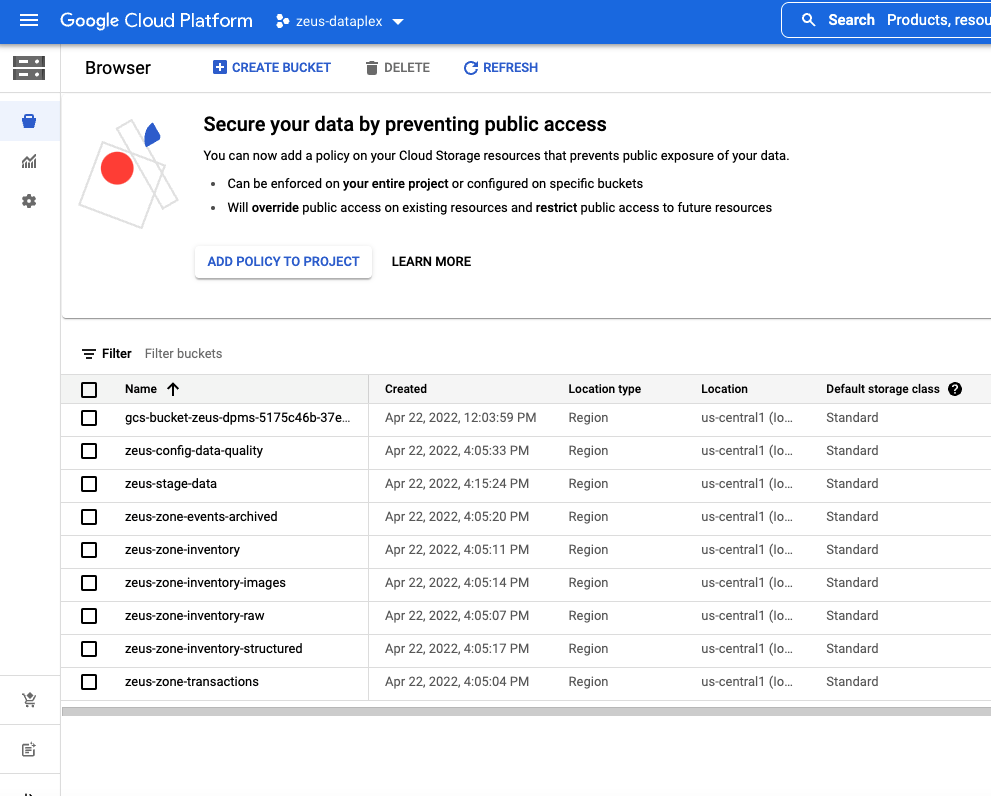 Google Cloud Platform zeus-dataplex Search Products, resou
Browser CREATE BUCKET DELETE REFRESH
Secure your data by preventing public access
You can now add a policy on your Cloud Storage resources that prevents public exposure of your data.
• Can be enforced on your entire project or configured on specific buckets
• Will override public access on existing resources and restrict public access to future resources
ADD POLICY TO PROJECT LEARN MORE
Filter Filter buckets
Name Created Location type Location Default storage class ?
gcs-bucket-zeus-dpms-5175c46b-37e... Apr 22, 2022, 12:03:59 PM Region us-central1 (Io... Standard
zeus-config-data-quality Apr 22, 2022, 4:05:33 PM Region us-central1 (Io... Standard
zeus-stage-data Apr 22, 2022, 4:15:24 PM Region us-central1 (Io... Standard
zeus-zone-events-archived Apr 22, 2022, 4:05:20 PM Region us-central1 (Io... Standard
zeus-zone-inventory Apr 22, 2022, 4:05:11 PM Region us-central1 (Io... Standard
zeus-zone-inventory-images Apr 22, 2022, 4:05:14 PM Region us-central1 (Io... Standard
zeus-zone-inventory-raw Apr 22, 2022, 4:05:07 PM Region us-central1 (Io... Standard
zeus-zone-inventory-structured Apr 22, 2022, 4:05:17 PM Region us-central1 (Io... Standard
zeus-zone-transactions Apr 22, 2022, 4:05:04 PM Region us-central1 (Io... Standard